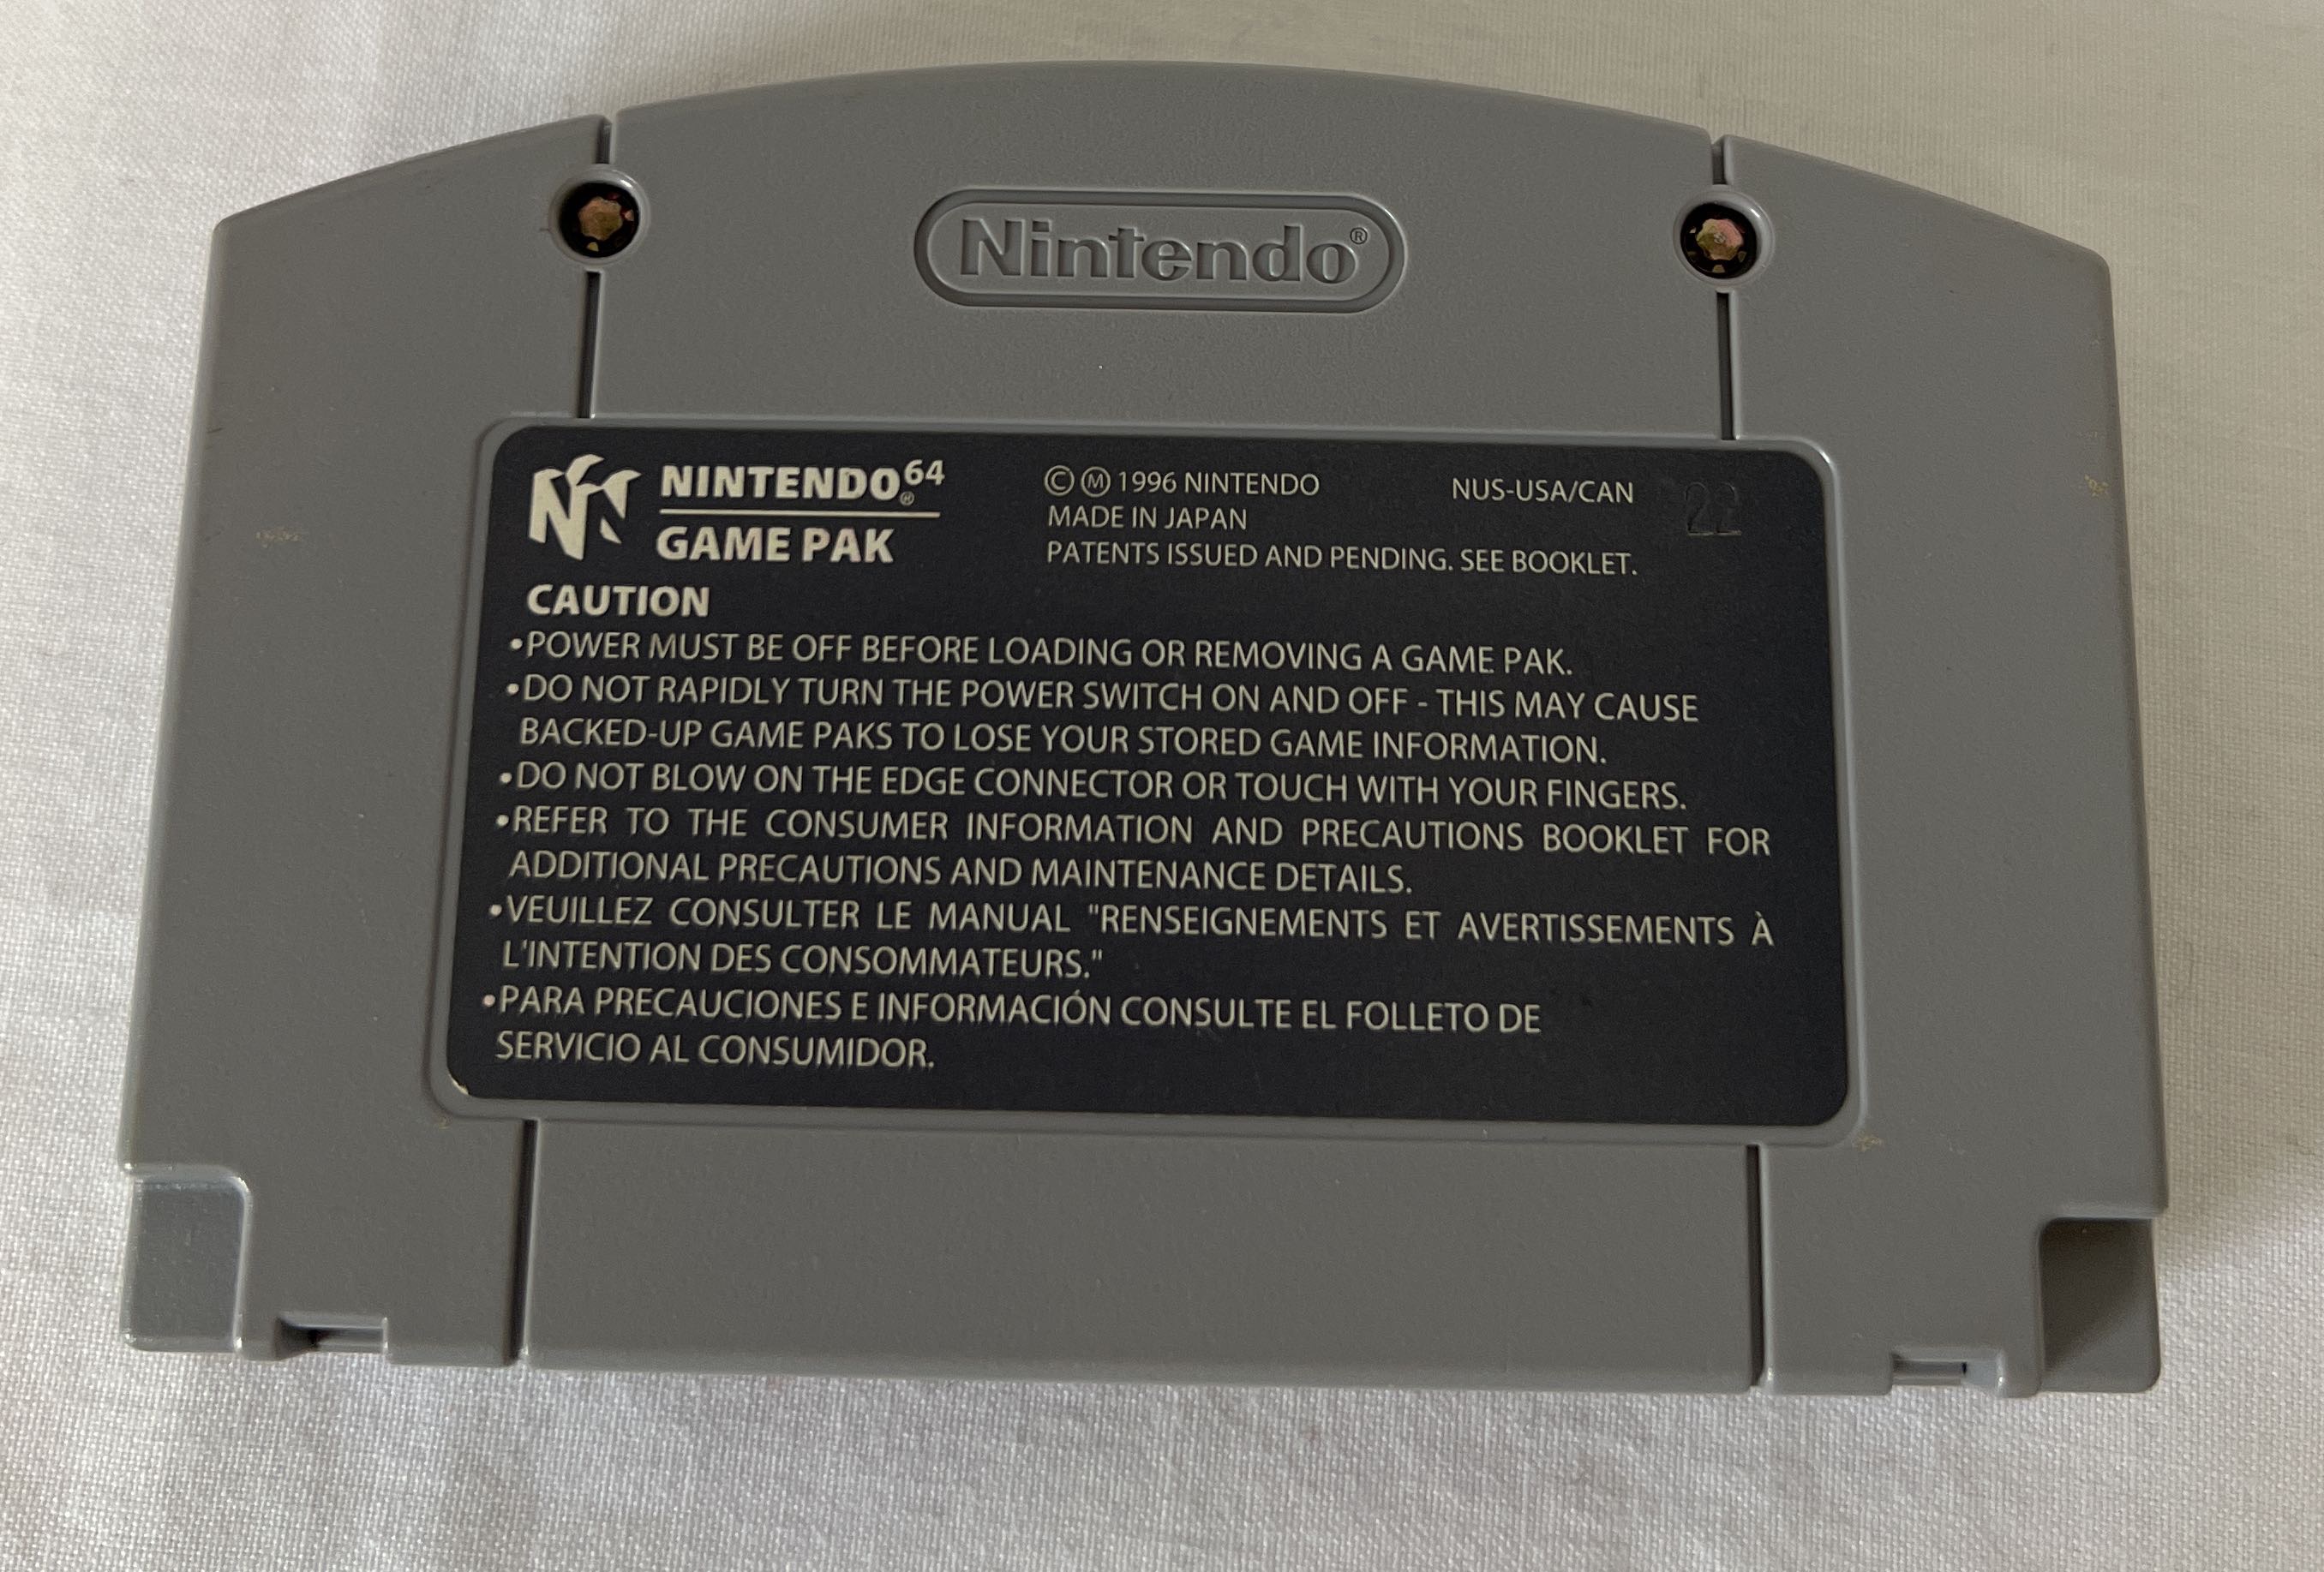 Nintendo®
NINTENDO64®
GAME PAK
©Ⓜ1996 NINTENDO NUS-USA/CAN 22
MADE IN JAPAN
PATENTS ISSUED AND PENDING. SEE BOOKLET.
CAUTION
•POWER MUST BE OFF BEFORE LOADING OR REMOVING A GAME PAK.
•DO NOT RAPIDLY TURN THE POWER SWITCH ON AND OFF - THIS MAY CAUSE
BACKED-UP GAME PAKS TO LOSE YOUR STORED GAME INFORMATION.
•DO NOT BLOW ON THE EDGE CONNECTOR OR TOUCH WITH YOUR FINGERS.
•REFER TO THE CONSUMER INFORMATION AND PRECAUTIONS BOOKLET FOR
ADDITIONAL PRECAUTIONS AND MAINTENANCE DETAILS.
•VEUILLEZ CONSULTER LE MANUAL "RENSEIGNEMENTS ET AVERTISSEMENTS À
L'INTENTION DES CONSOMMATEURS."
•PARA PRECAUCIONES E INFORMACIÓN CONSULTE EL FOLLETO DE
SERVICIO AL CONSUMIDOR.